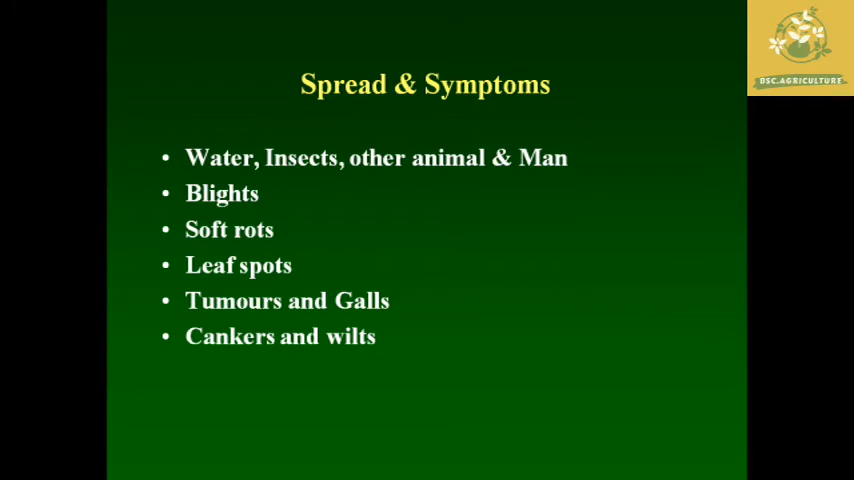 DSC.AGRICULTURE
Spread & Symptoms
• Water, Insects, other animal & Man
• Blights
• Soft rots
• Leaf spots
• Tumours and Galls
• Cankers and wilts